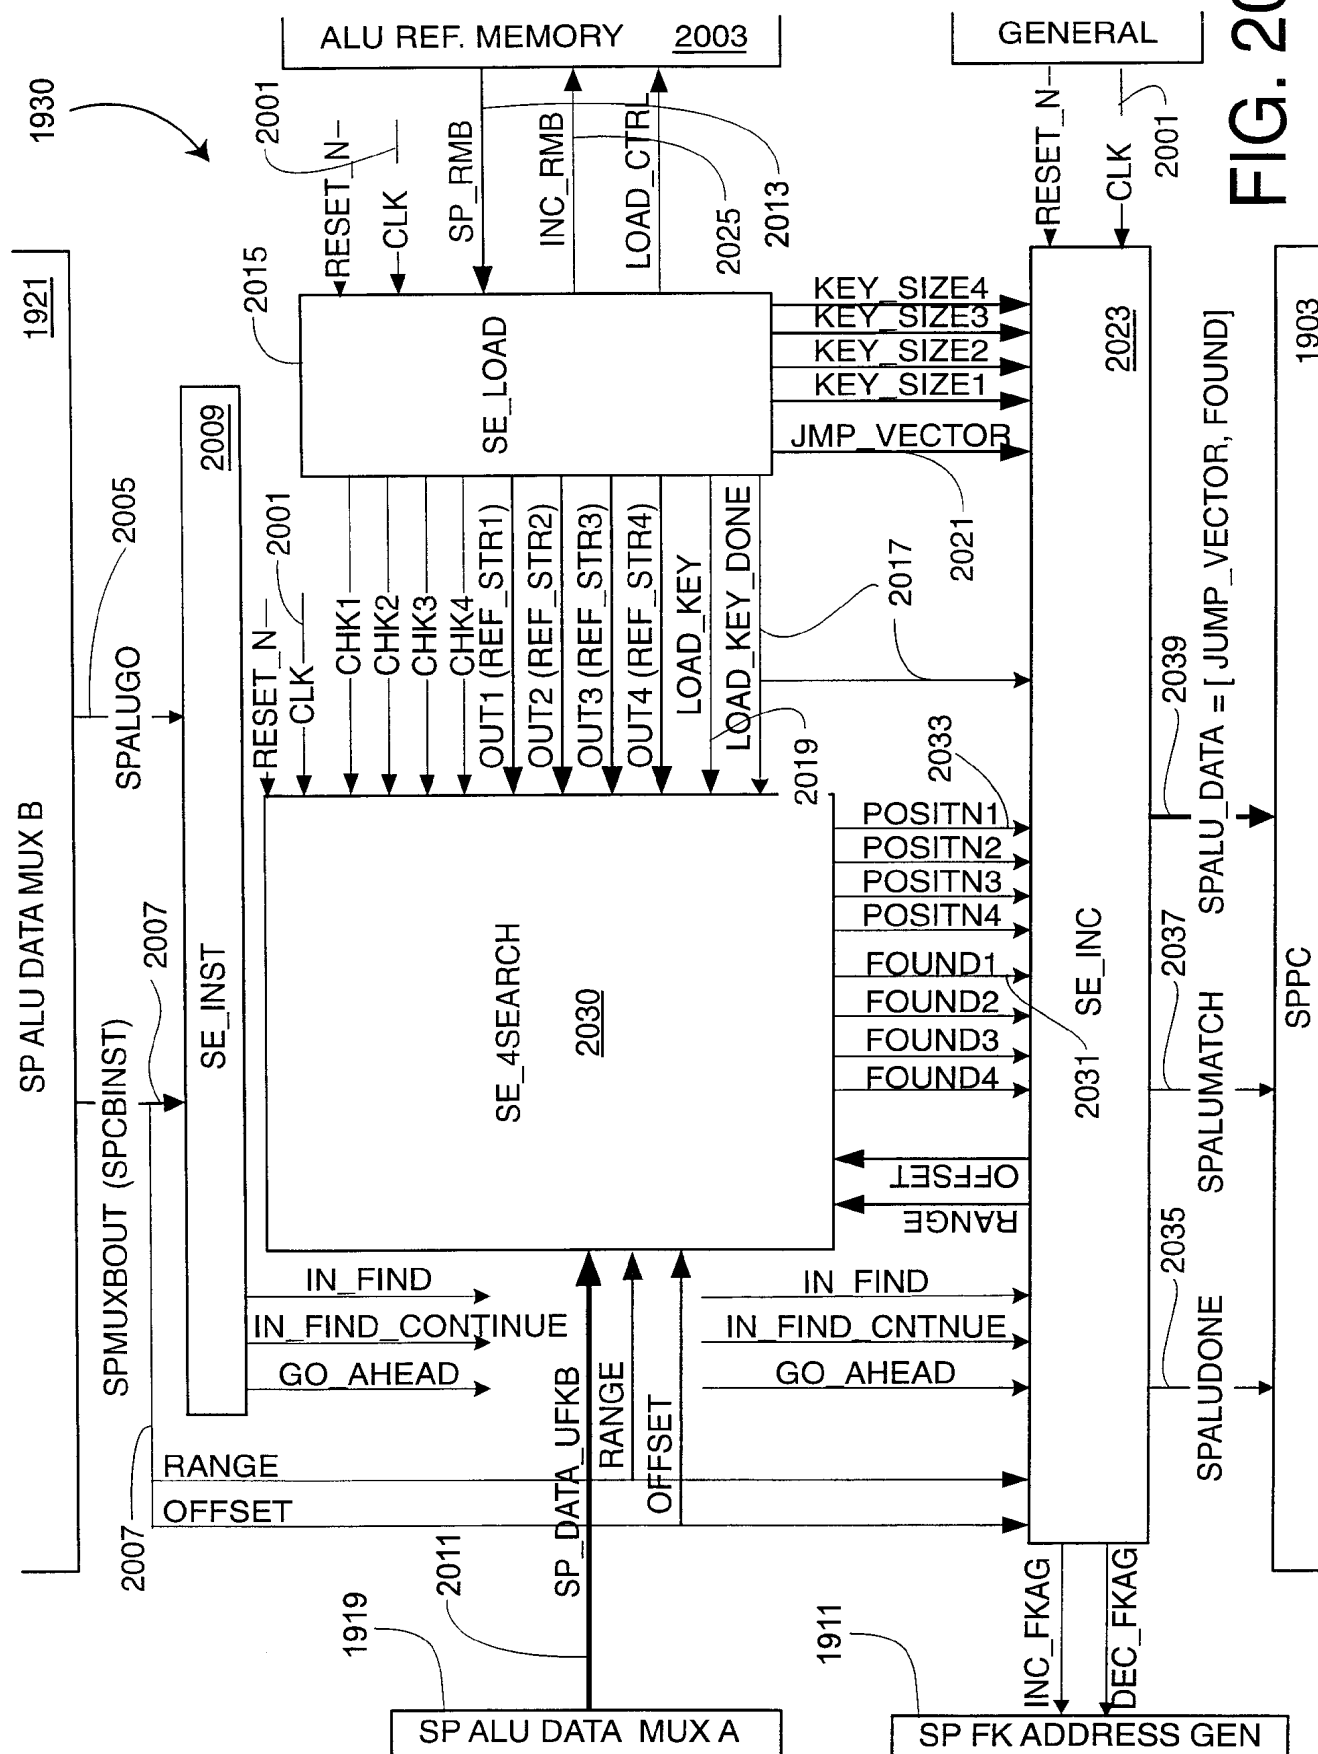 1930
ALU REF. MEMORY 2003
GENERAL
FIG. 20
2001
RESET_N
CLK
SP_RMB
INC_RMB
LOAD_CTRL
2013
2025
RESET_N
CLK
2001
1921
SP ALU DATA MUX B
2015
SE_LOAD
KEY_SIZE4
KEY_SIZE3
KEY_SIZE2
KEY_SIZE1
JMP_VECTOR
2021
2009
SE_INST
2005
SPALUGO
2007
SPMUXBOUT (SPCBINST)
2001
RESET_N
CLK
CHK1
CHK2
CHK3
CHK4
OUT1 (REF_STR1)
OUT2 (REF_STR2)
OUT3 (REF_STR3)
OUT4 (REF_STR4)
LOAD_KEY
LOAD_KEY_DONE
2017
2019
SE_4SEARCH
2030
POSITN1
POSITN2
POSITN3
POSITN4
FOUND1
FOUND2
FOUND3
FOUND4
2033
2031
OFFSET
RANGE
2023
SE_INC
IN_FIND
IN_FIND_CONTINUE
GO_AHEAD
IN_FIND
IN_FIND_CNTNUE
GO_AHEAD
2007
RANGE
OFFSET
SP_DATA_UFKB
RANGE
OFFSET
2011
1919
SP ALU DATA MUX A
2039
SPALU_DATA = [ JUMP_VECTOR, FOUND]
2037
SPALUMATCH
2035
SPALUDONE
1903
SPPC
INC_FKAG
DEC_FKAG
1911
SP FK ADDRESS GEN